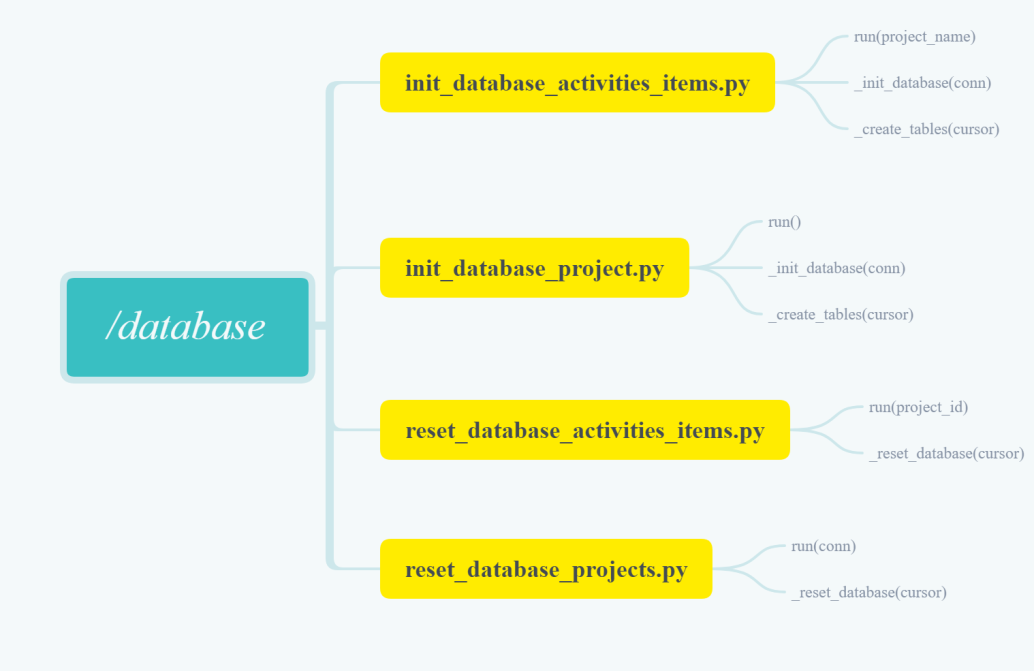 /database
init_database_activities_items.py
run(project_name)
_init_database(conn)
_create_tables(cursor)
init_database_project.py
run()
_init_database(conn)
_create_tables(cursor)
reset_database_activities_items.py
run(project_id)
_reset_database(cursor)
reset_database_projects.py
run(conn)
_reset_database(cursor)